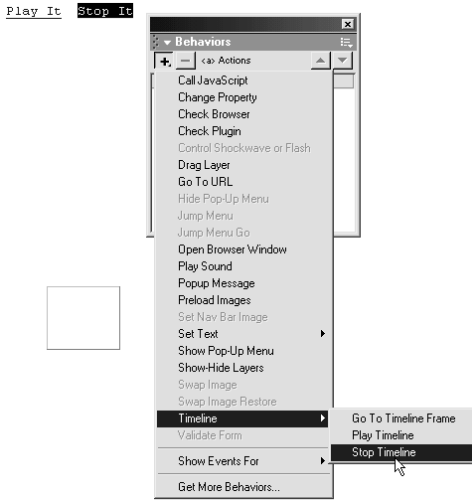 Play It Stop It
Behaviors
<a> Actions
Call JavaScript
Change Property
Check Browser
Check Plugin
Control Shockwave or Flash
Drag Layer
Go To URL
Hide Pop-Up Menu
Jump Menu
Jump Menu Go
Open Browser Window
Play Sound
Popup Message
Preload Images
Set Nav Bar Image
Set Text
Show Pop-Up Menu
Show-Hide Layers
Swap Image
Swap Image Restore
Timeline
Go To Timeline Frame
Play Timeline
Stop Timeline
Validate Form
Show Events For
Get More Behaviors...